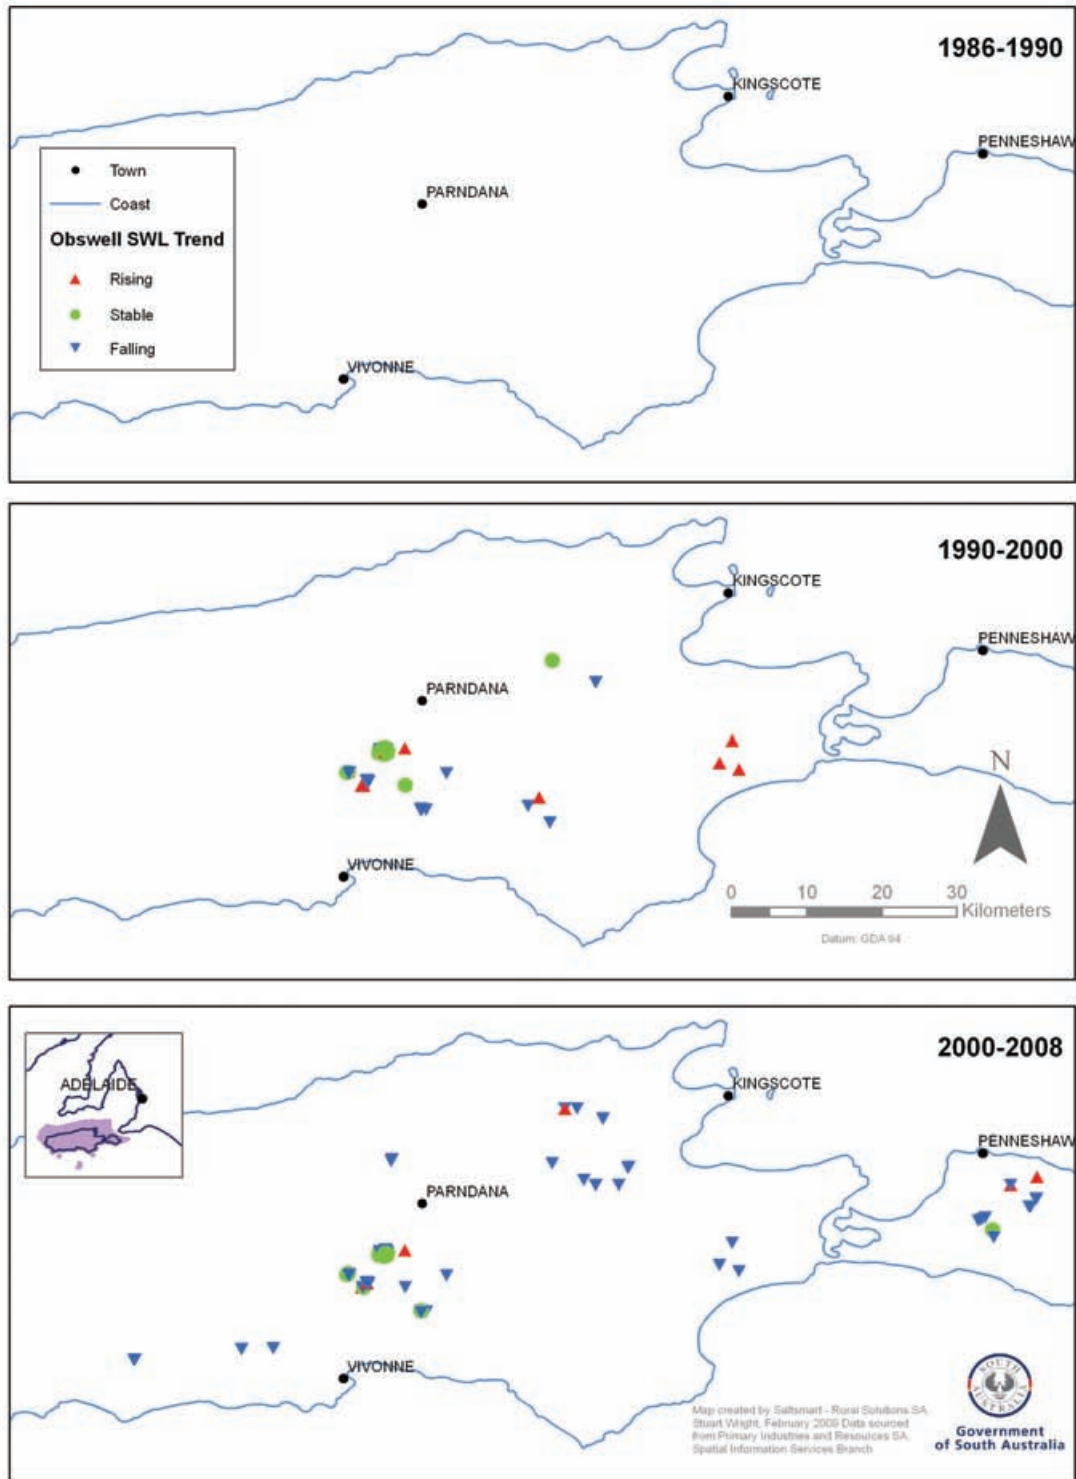 1986-1990
KINGSCOTE
PENNESHAW
Town
PARNDANA
Coast
Obswell SWL Trend
Rising
Stable
Falling
VIVONNE
1990-2000
KINGSCOTE
PENNESHAW
PARNDANA
N
VIVONNE
0 10 20 30
Kilometers
Datum: GDA 94
2000-2008
ADELAIDE
KINGSCOTE
PENNESHAW
PARNDANA
VIVONNE
SOUTH
AUSTRALIA
Map created by Saltsmart - Rural Solutions SA,
Stuart Wright, February 2009 Data sourced
from Primary Industries and Resources SA,
Spatial Information Services Branch
Government
of South Australia